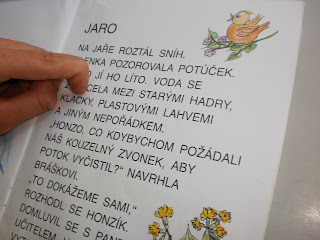 JARO
NA JAŘE ROZTÁL SNÍH.
LENKA POZOROVALA POTŮČEK.
JÍ HO LÍTO. VODA SE
MEZI STARÝMI HADRY,
KLACKY, PLASTOVÝMI LAHVEMI
A JINÝM NEPOŘÁDKEM.
„HONZO, CO KDYBYCHOM POŽÁDALI
NÁŠ KOUZELNÝ ZVONEK, ABY
POTOK VYČISTIL?“ NAVRHLA
BRÁŠKOVI.
„TO DOKÁŽEME SAMI,“
ROZHODL SE HONZÍK.
DOMLUVIL SE S
UČITELEM